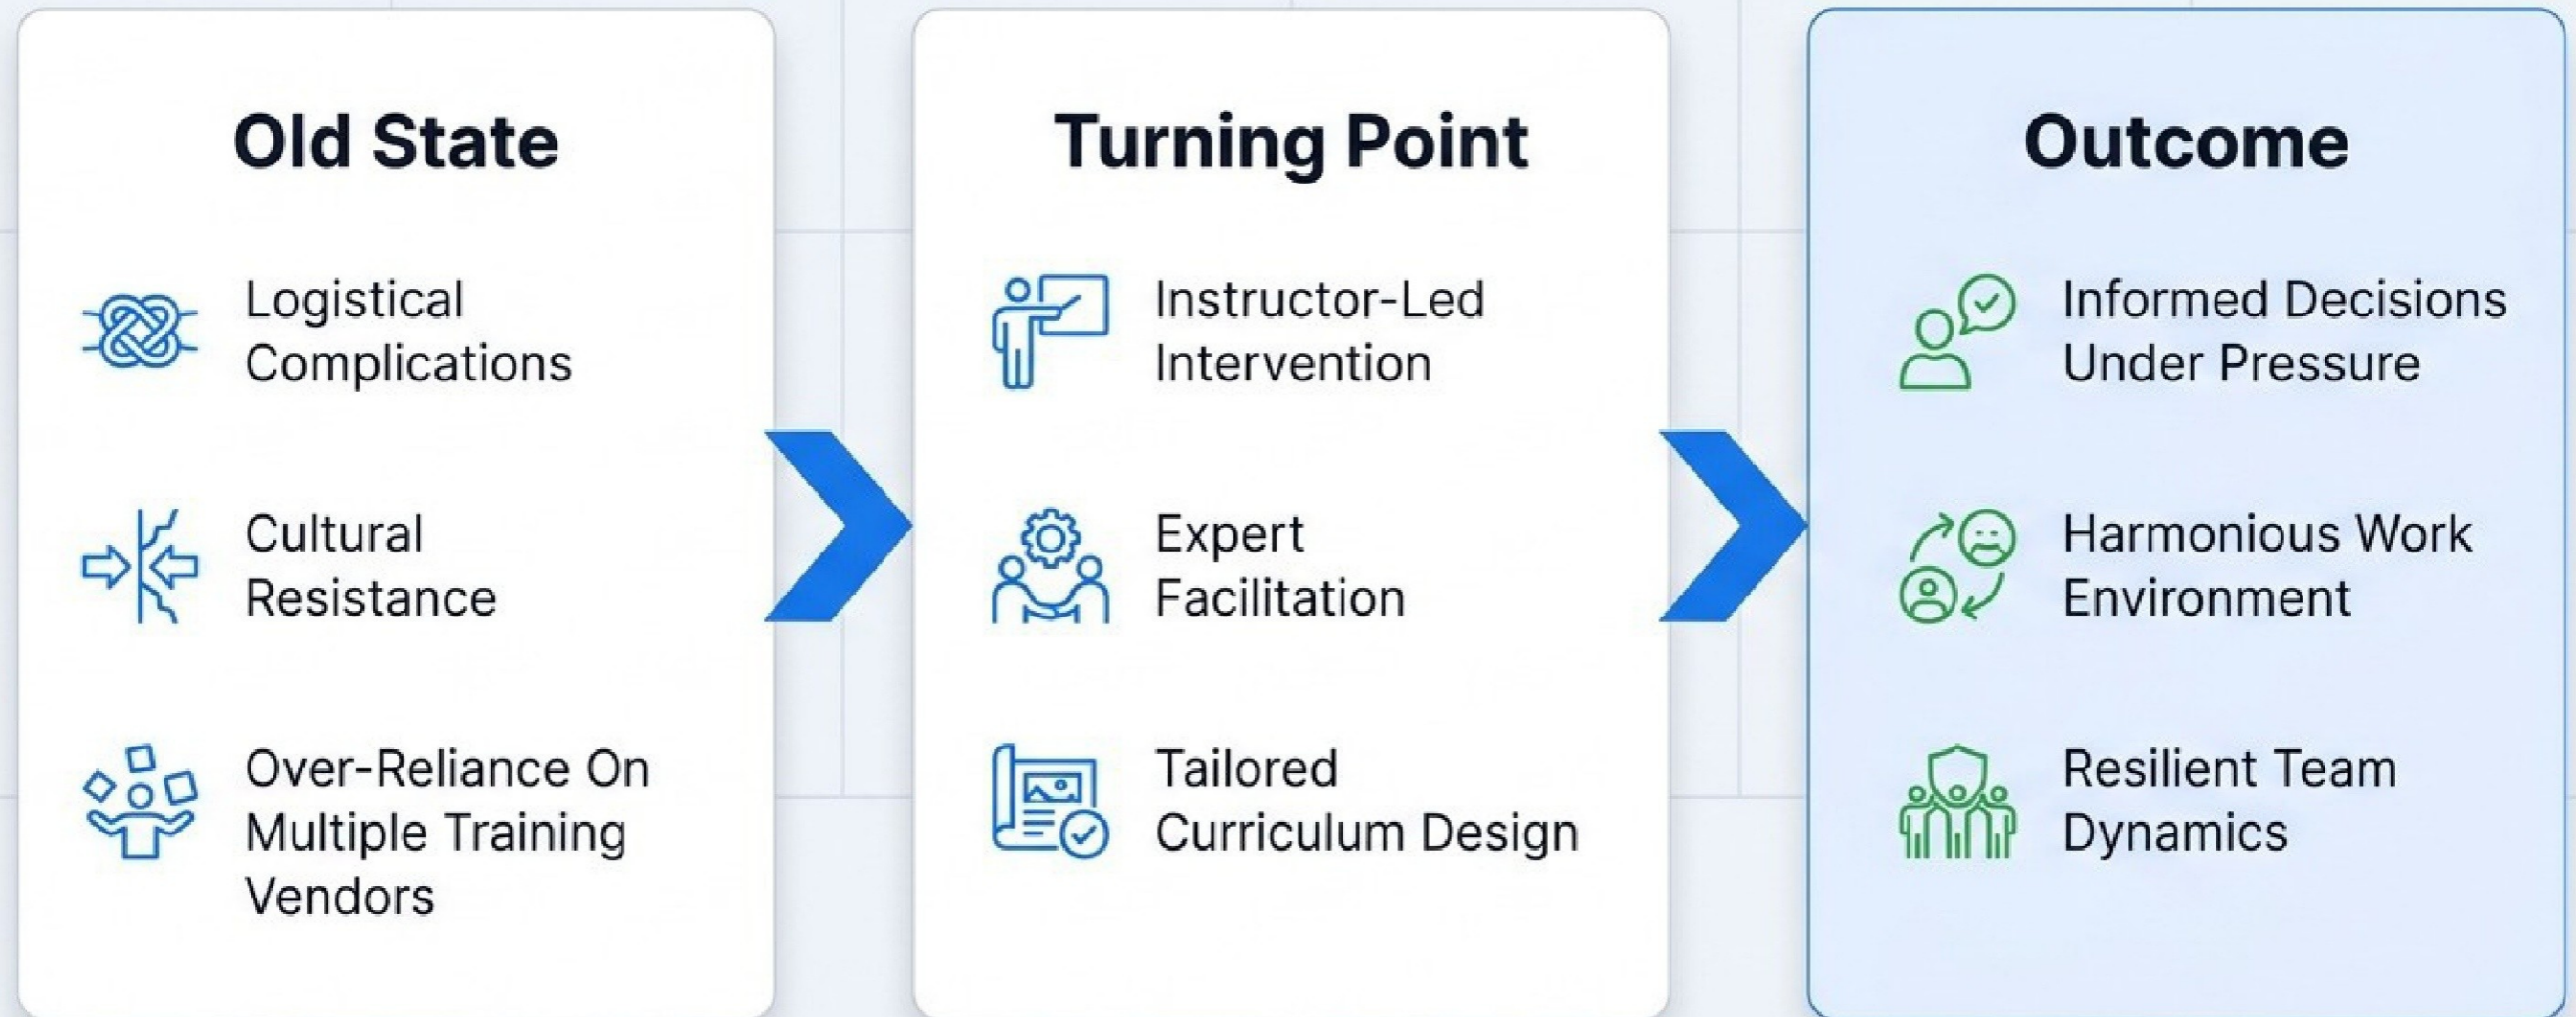 Old State
Logistical
Complications
Cultural
Resistance
Over-Reliance On
Multiple Training
Vendors
Turning Point
Instructor-Led
Intervention
Expert
Facilitation
Tailored
Curriculum Design
Outcome
Informed Decisions
Under Pressure
Harmonious Work
Environment
Resilient Team
Dynamics